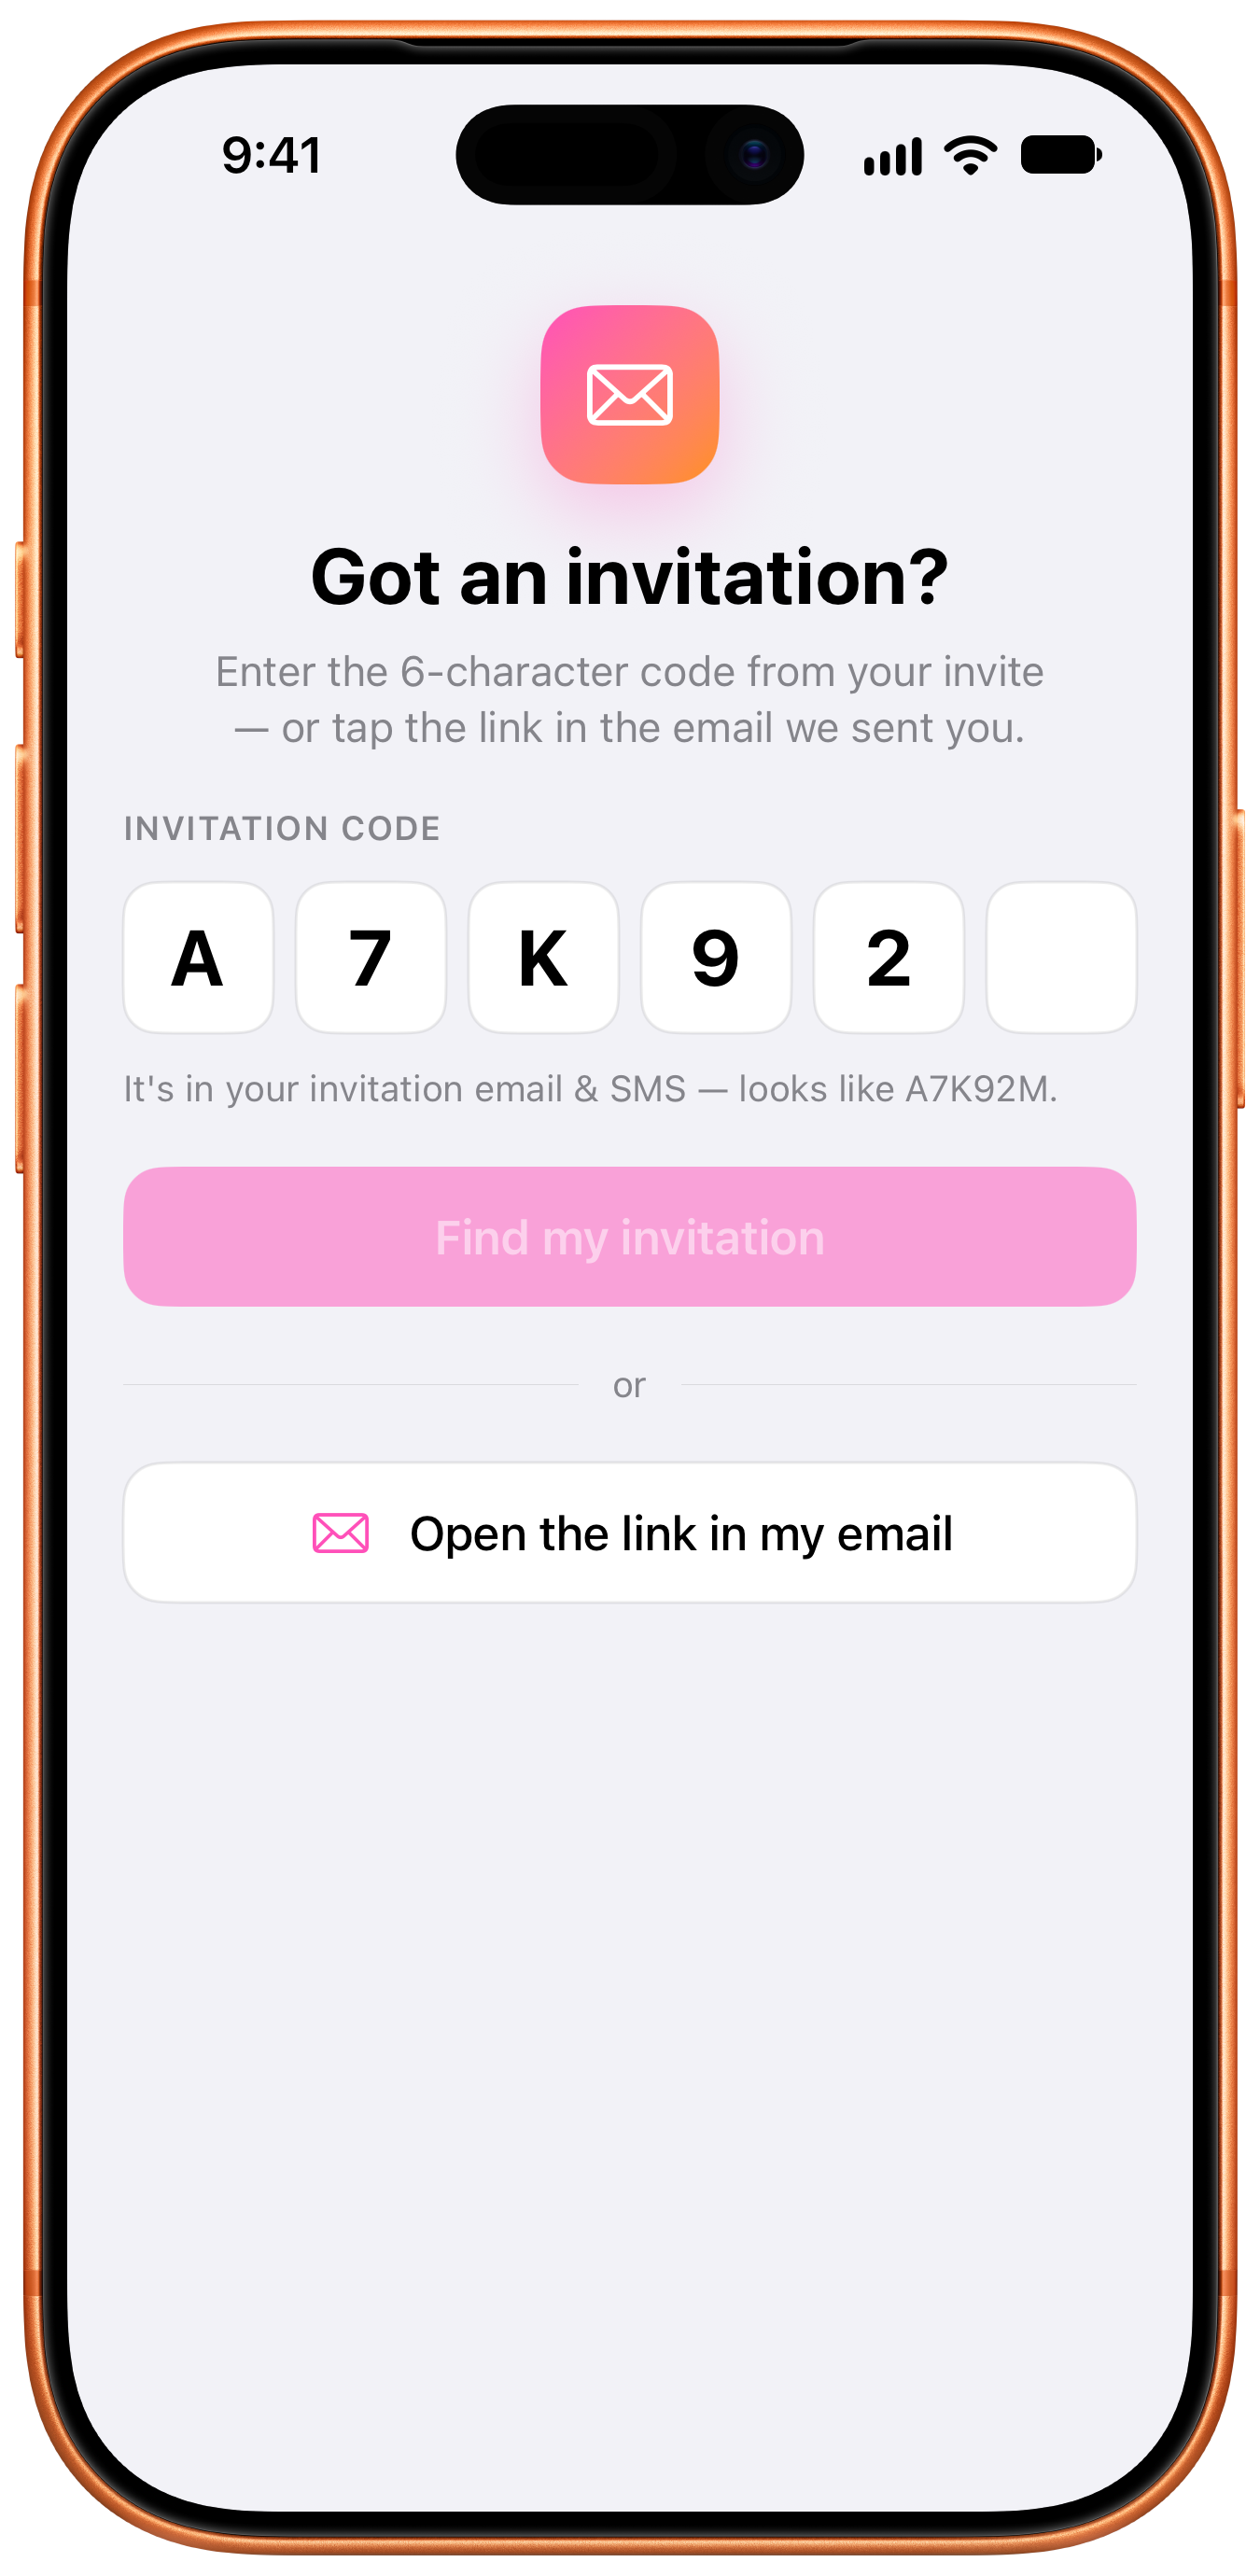 9:41
Got an invitation?
Enter the 6-character code from your invite
— or tap the link in the email we sent you.
INVITATION CODE
A 7 K 9 2
It's in your invitation email & SMS — looks like A7K92M.
Find my invitation
or
Open the link in my email